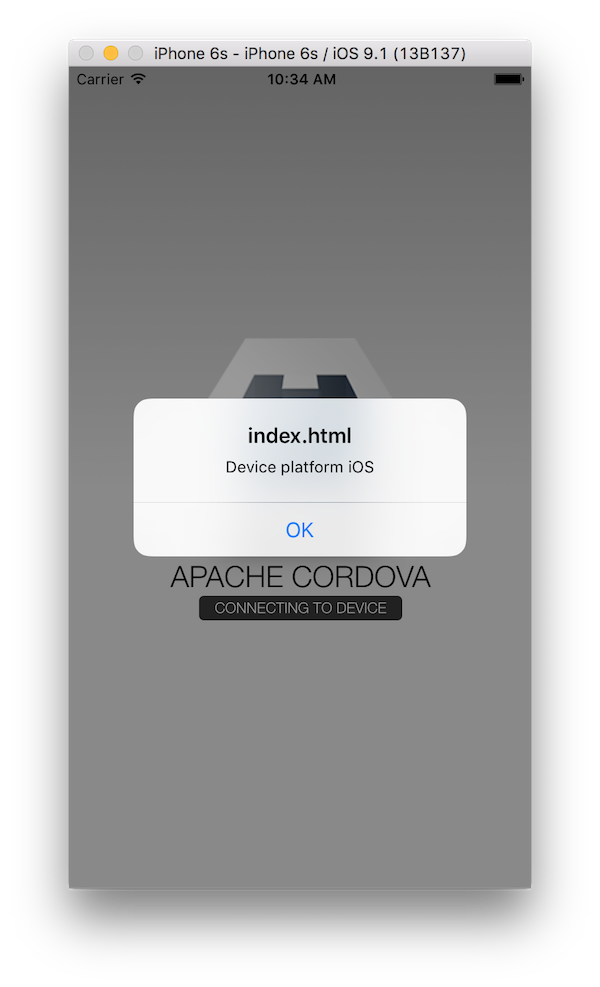 iPhone 6s - iPhone 6s / iOS 9.1 (13B137)
Carrier 10:34 AM
index.html
Device platform iOS
OK
APACHE CORDOVA
CONNECTING TO DEVICE